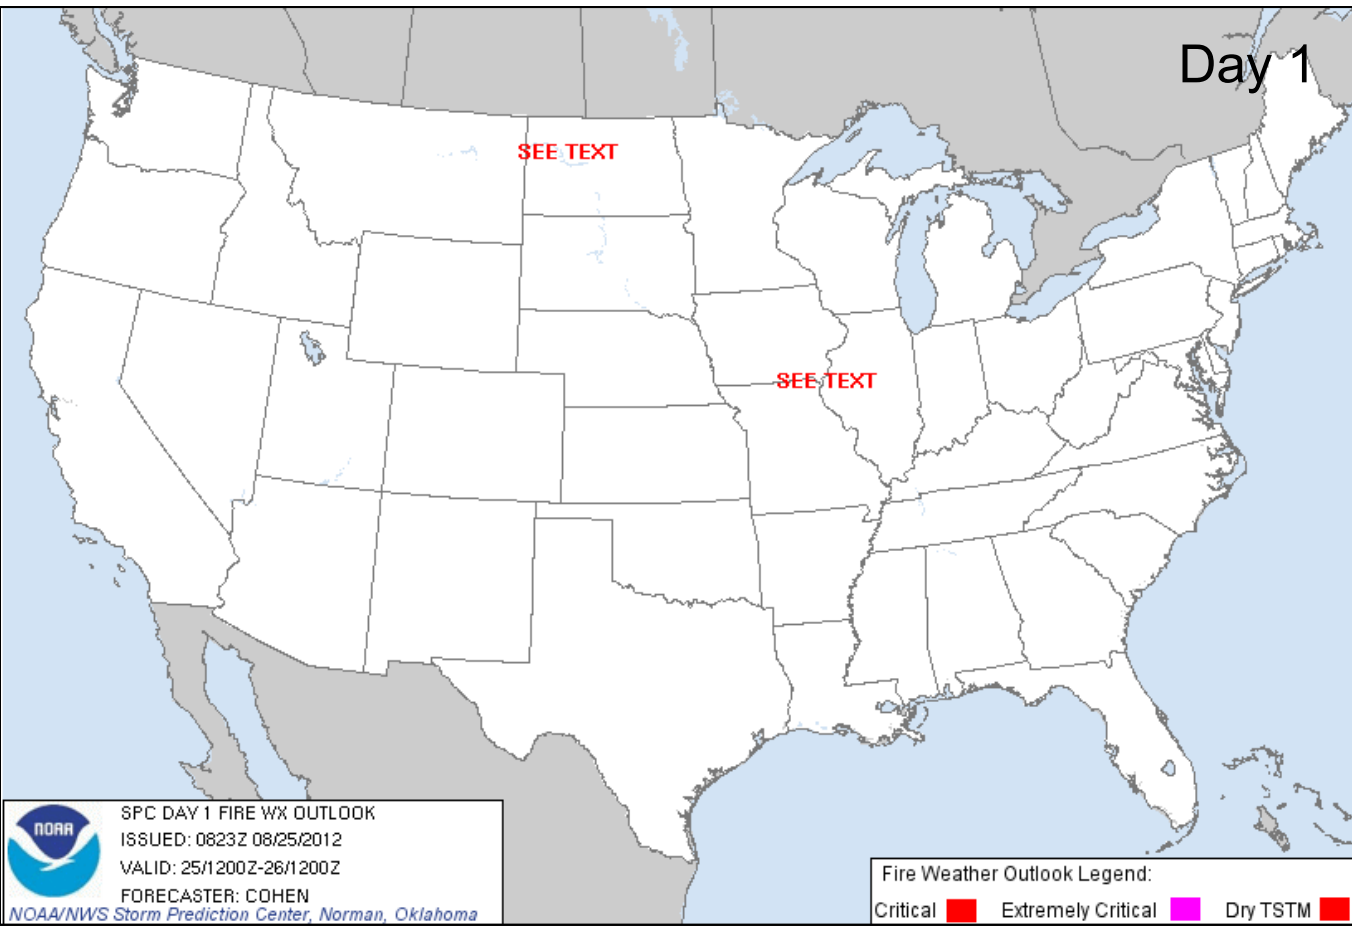 Day 1
SEE TEXT
SEE TEXT
NOAA
SPC DAY 1 FIRE WX OUTLOOK
ISSUED: 0823Z 08/25/2012
VALID: 25/1200Z-26/1200Z
FORECASTER: COHEN
NOAA/NWS Storm Prediction Center, Norman, Oklahoma
Fire Weather Outlook Legend:
Critical Extremely Critical Dry TSTM